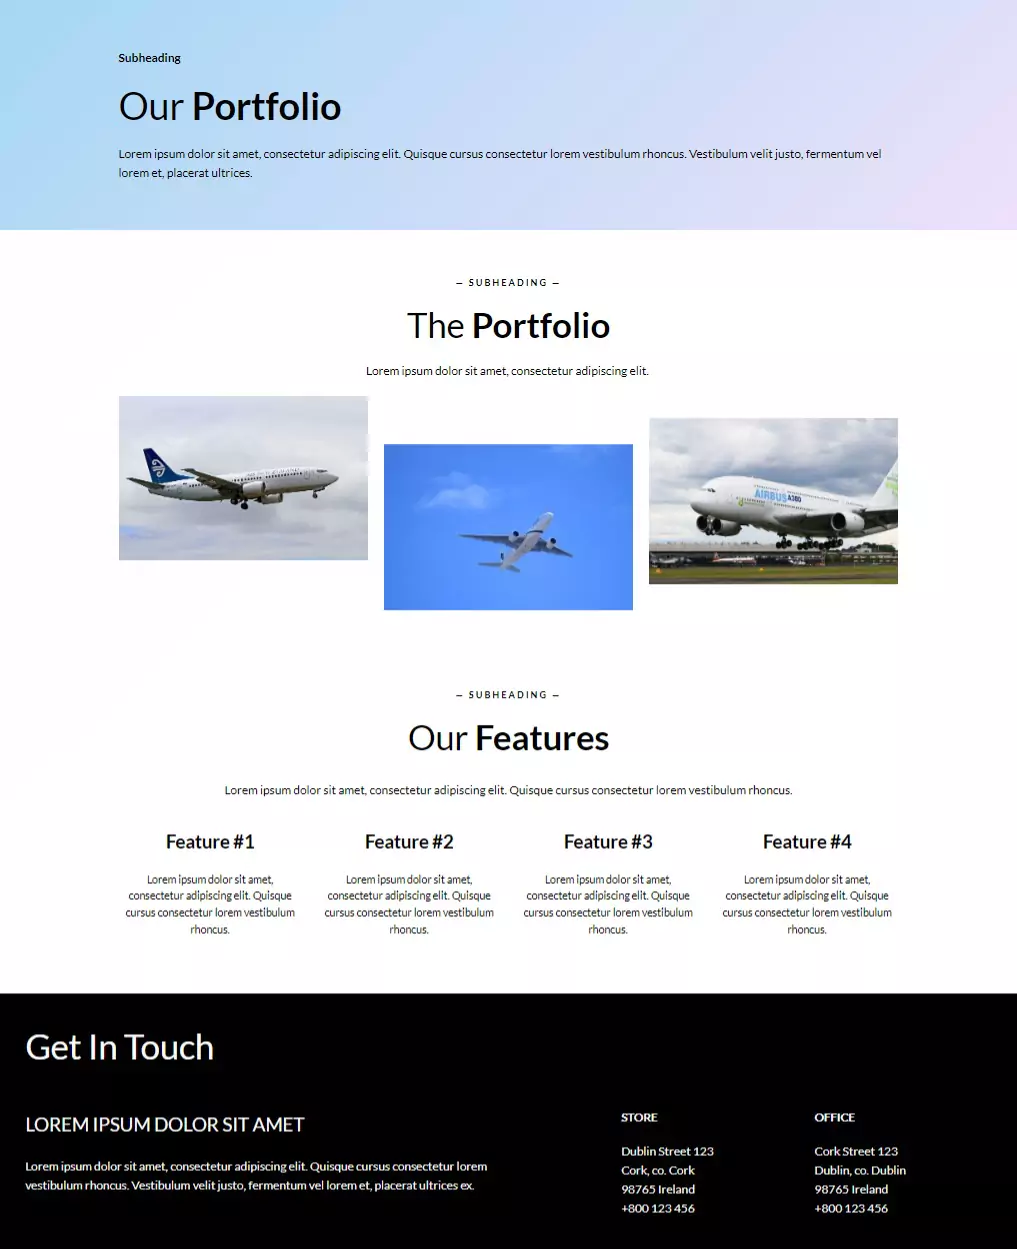 Subheading
Our Portfolio
Lorem ipsum dolor sit amet, consectetur adipiscing elit. Quisque cursus consectetur lorem vestibulum rhoncus. Vestibulum velit justo, fermentum vel
lorem et, placerat ultrices.
— SUBHEADING —
The Portfolio
Lorem ipsum dolor sit amet, consectetur adipiscing elit.
AIRBUS A380
— SUBHEADING —
Our Features
Lorem ipsum dolor sit amet, consectetur adipiscing elit. Quisque cursus consectetur lorem vestibulum rhoncus.
Feature #1
Lorem ipsum dolor sit amet,
consectetur adipiscing elit. Quisque
cursus consectetur lorem vestibulum
rhoncus.
Feature #2
Lorem ipsum dolor sit amet,
consectetur adipiscing elit. Quisque
cursus consectetur lorem vestibulum
rhoncus.
Feature #3
Lorem ipsum dolor sit amet,
consectetur adipiscing elit. Quisque
cursus consectetur lorem vestibulum
rhoncus.
Feature #4
Lorem ipsum dolor sit amet,
consectetur adipiscing elit. Quisque
cursus consectetur lorem vestibulum
rhoncus.
Get In Touch
LOREM IPSUM DOLOR SIT AMET
Lorem ipsum dolor sit amet, consectetur adipiscing elit. Quisque cursus consectetur lorem
vestibulum rhoncus. Vestibulum velit justo, fermentum vel lorem et, placerat ultrices ex.
STORE
Dublin Street 123
Cork, co. Cork
98765 Ireland
+800 123 456
OFFICE
Cork Street 123
Dublin, co. Dublin
98765 Ireland
+800 123 456